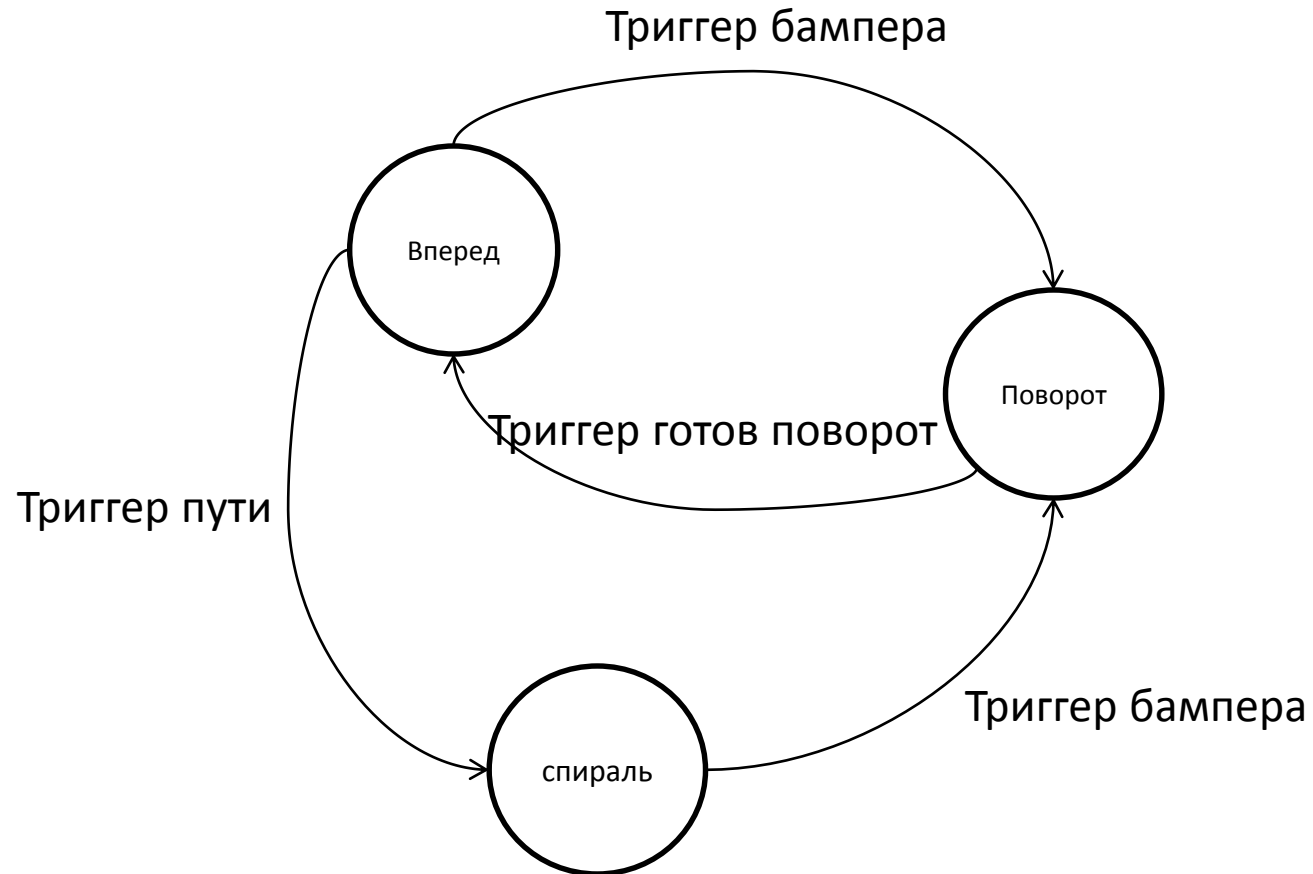 Триггер бампера
Вперед
Поворот
Триггер готов поворот
Триггер пути
Триггер бампера
спираль